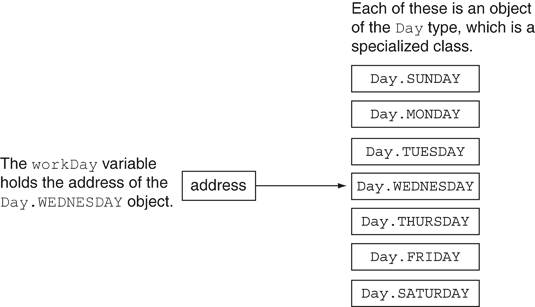 Each of these is an object
of the Day type, which is a
specialized class.
Day.SUNDAY
Day.MONDAY
Day.TUESDAY
The workDay variable
holds the address of the
Day.WEDNESDAY object.
address
Day.WEDNESDAY
Day.THURSDAY
Day.FRIDAY
Day.SATURDAY